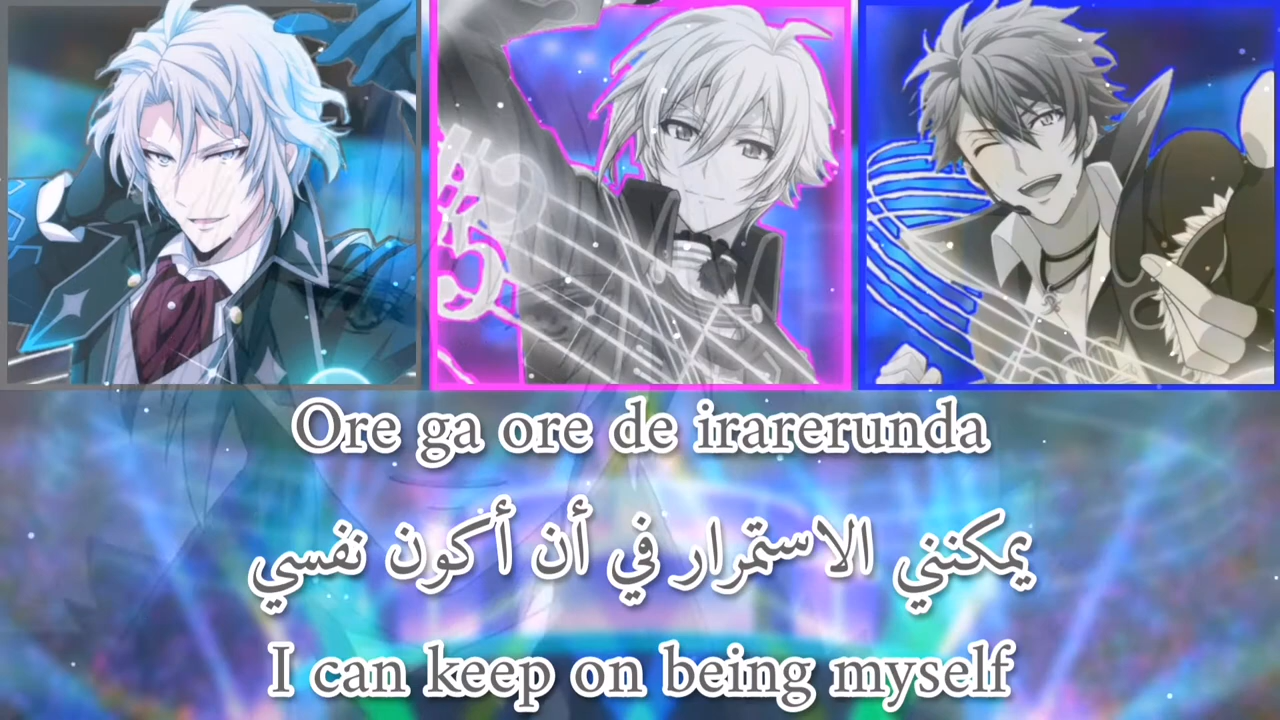 Ore ga ore de irarerunda
يمكنني الاستمرار في أن أكون نفسي
I can keep on being myself